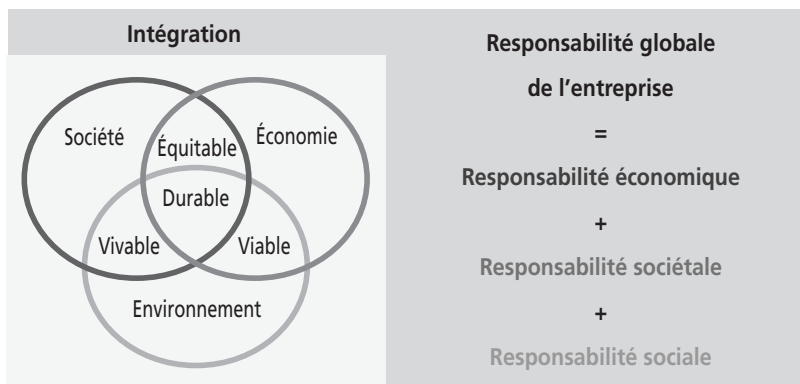 Intégration
Société
Économie
Équitable
Durable
Vivable
Viable
Environnement
Responsabilité globale
de l'entreprise
=
Responsabilité économique
+
Responsabilité sociétale
+
Responsabilité sociale